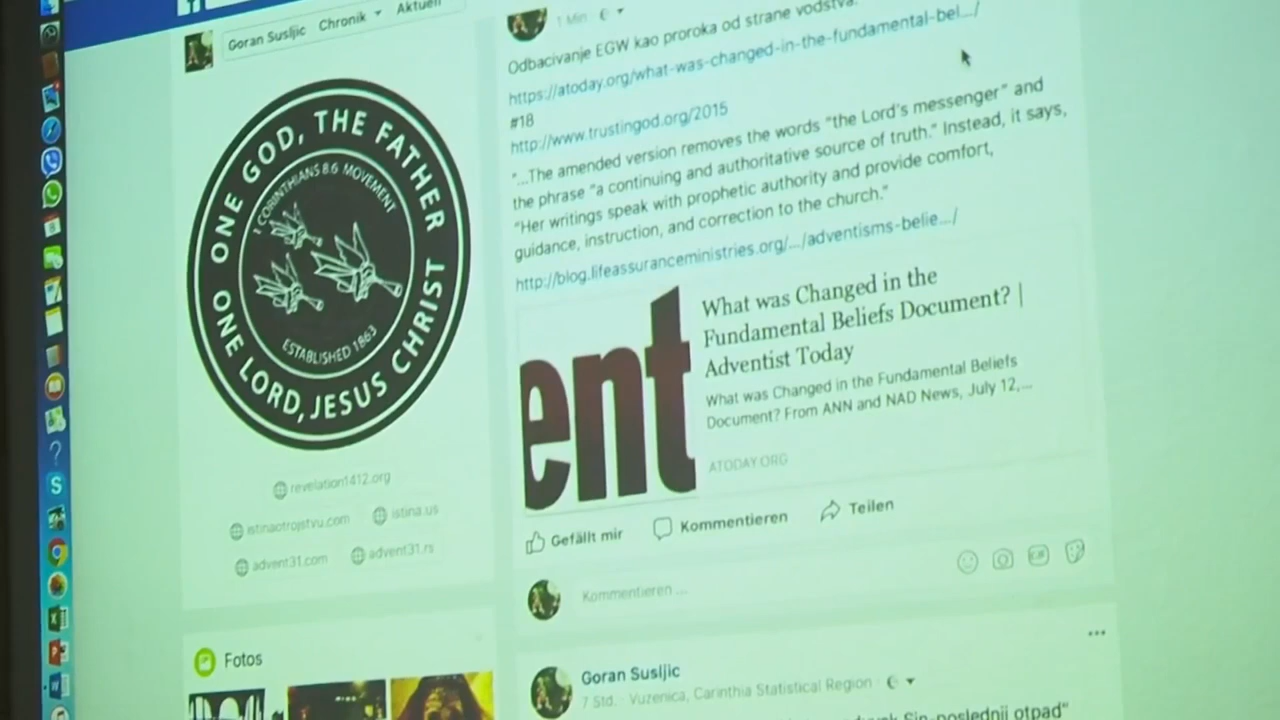 Goran Susljic Chronik Aktuell
ONE GOD, THE FATHER
1 CORINTHIANS 8:6 MOVEMENT
ESTABLISHED 1863
ONE LORD, JESUS CHRIST
revelation1412.org
istinaotrojstvu.com istina.us
advent31.com advent31.rs
Fotos
1 Min
Odbacivanje EGW kao proroka od strane vodstva.
https://atoday.org/what-was-changed-in-the-fundamental-bel.../
#18
http://www.trustingod.org/2015
"...The amended version removes the words "the Lord's messenger" and
the phrase "a continuing and authoritative source of truth." Instead, it says,
"Her writings speak with prophetic authority and provide comfort,
guidance, instruction, and correction to the church."
http://blog.lifeassuranceministries.org/.../adventisms-belie.../
ent
What was Changed in the
Fundamental Beliefs Document? |
Adventist Today
What was Changed in the Fundamental Beliefs
Document? From ANN and NAD News, July 12,...
ATODAY.ORG
Gefällt mir Kommentieren Teilen
Kommentieren ...
Goran Susljic
7 Std. · Vuzenica, Carinthia Statistical Region ·
Sin-poslednji otpad"